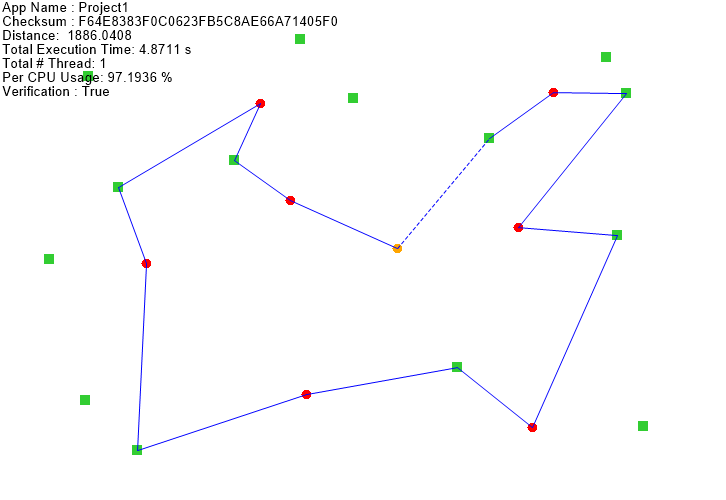 App Name : Project1
Checksum : F64E8383F0C0623FB5C8AE66A71405F0
Distance:  1886.0408
Total Execution Time: 4.8711 s
Total # Thread: 1
Per CPU Usage: 97.1936 %
Verification : True